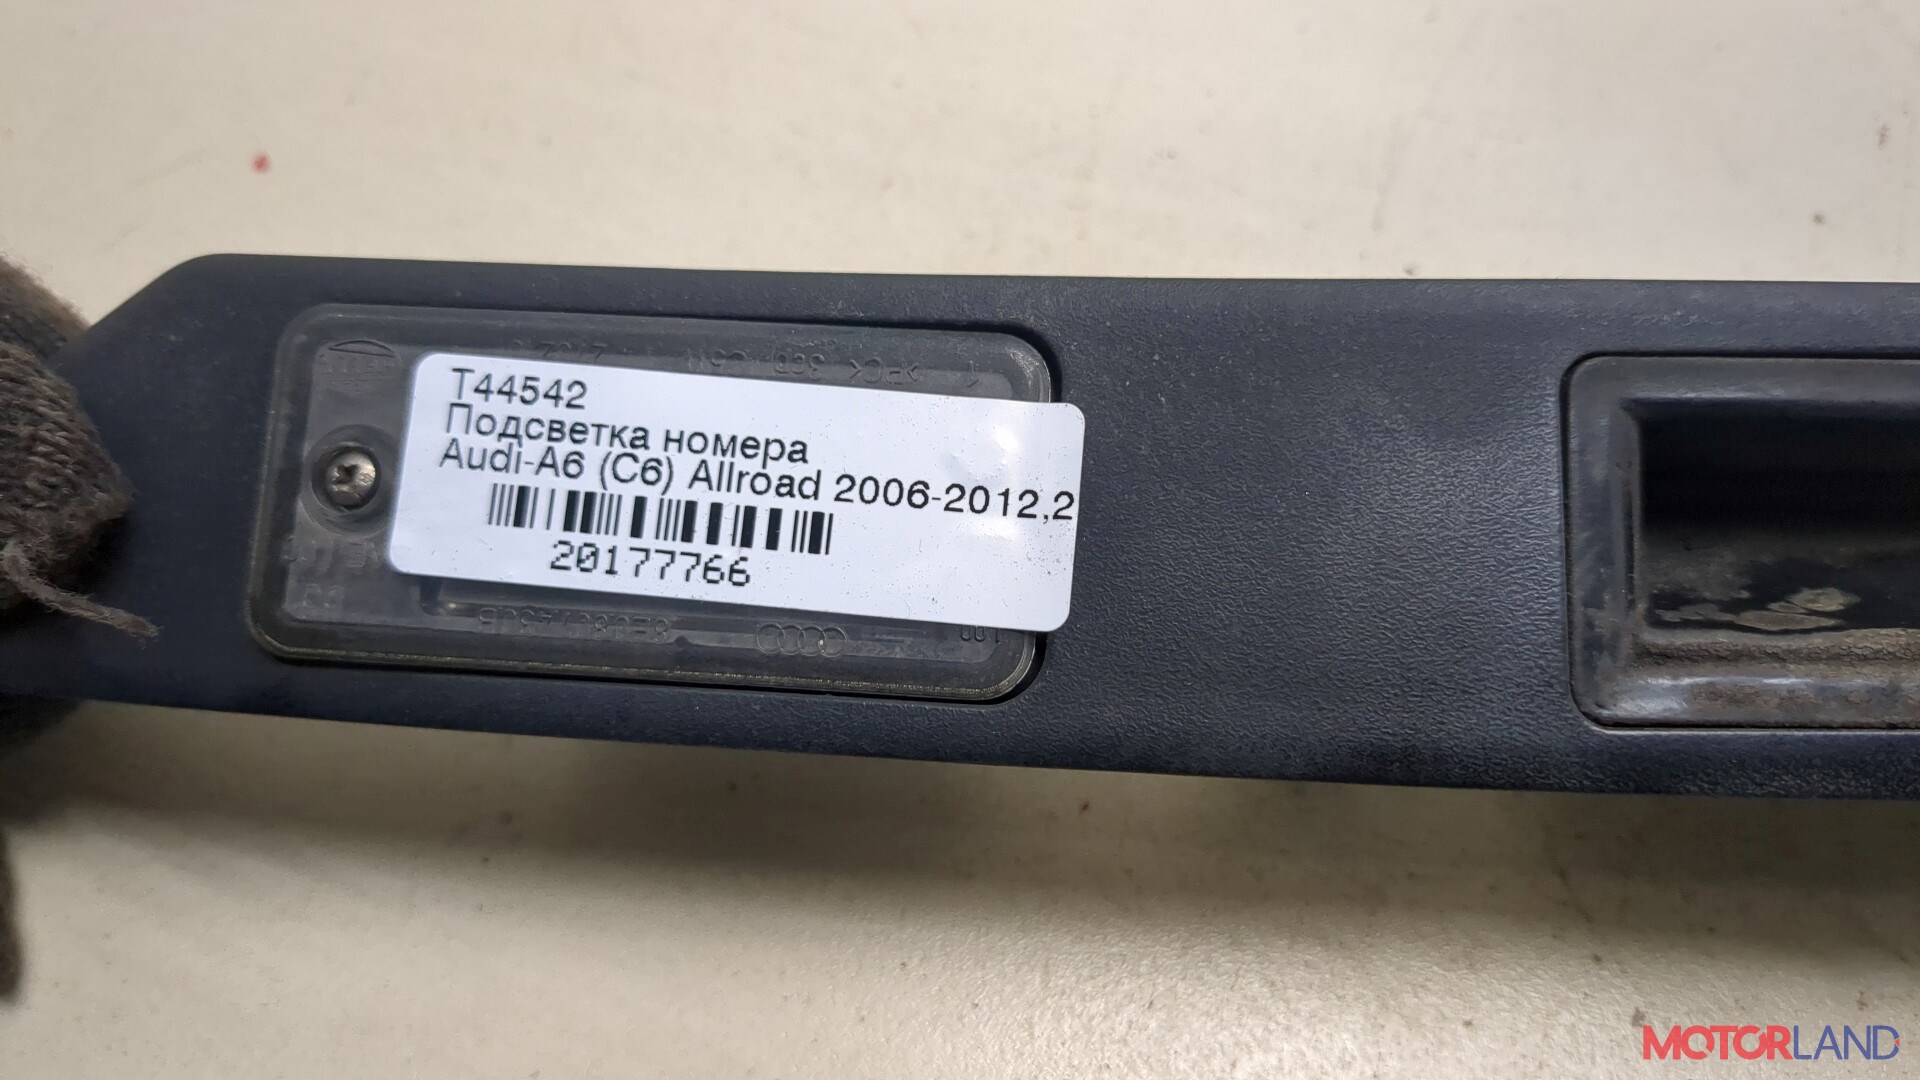 T44542
Подсветка номера
Audi-A6 (C6) Allroad 2006-2012,2
20177766
MOTORLAND